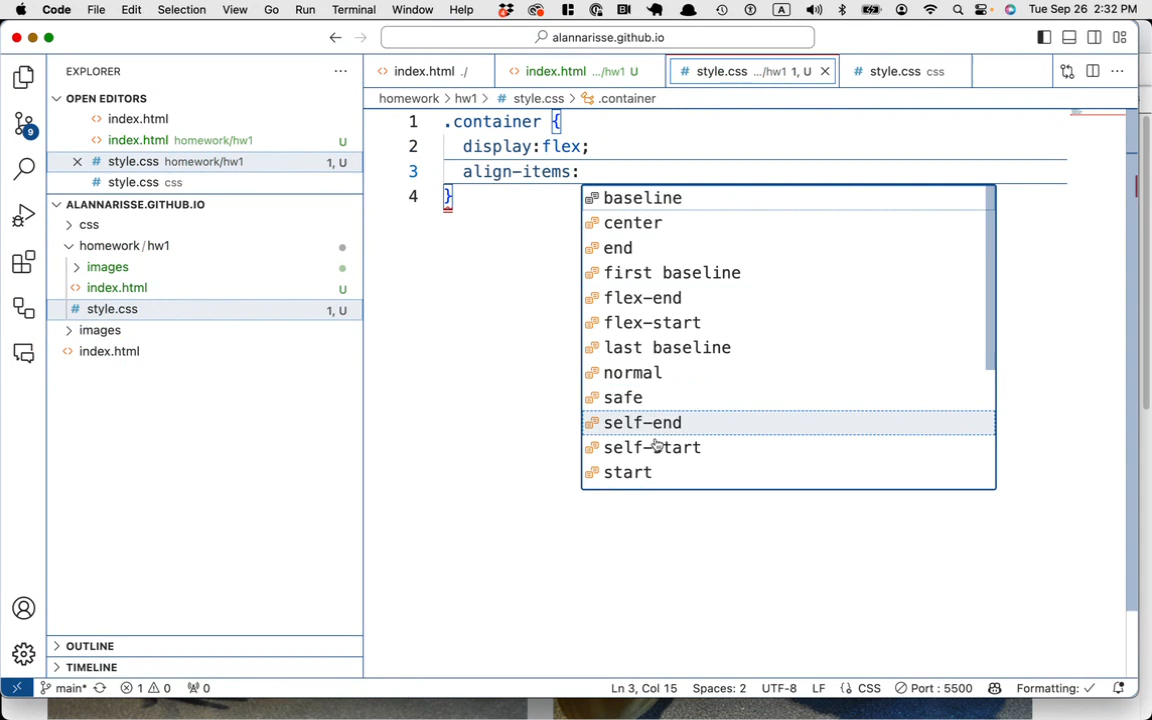 Code File Edit Selection View Go Run Terminal Window Help A Tue Sep 26 2:32 PM
alannarisse.github.io
EXPLORER
index.html ./
index.html .../hw1 U
style.css .../hw1 1, U
style.css css
OPEN EDITORS
index.html
index.html homework/hw1 U
style.css homework/hw1 1, U
style.css css
ALANNARISSE.GITHUB.IO
css
homework/hw1
images
index.html U
style.css 1, U
images
index.html
9
homework > hw1 > # style.css > .container
1 .container {
2 display:flex;
3 align-items:
4 }
baseline
center
end
first baseline
flex-end
flex-start
last baseline
normal
safe
self-end
self-start
start
OUTLINE
TIMELINE
main* 1 0 0 Ln 3, Col 15 Spaces: 2 UTF-8 LF {} CSS Port : 5500 Formatting: ✓